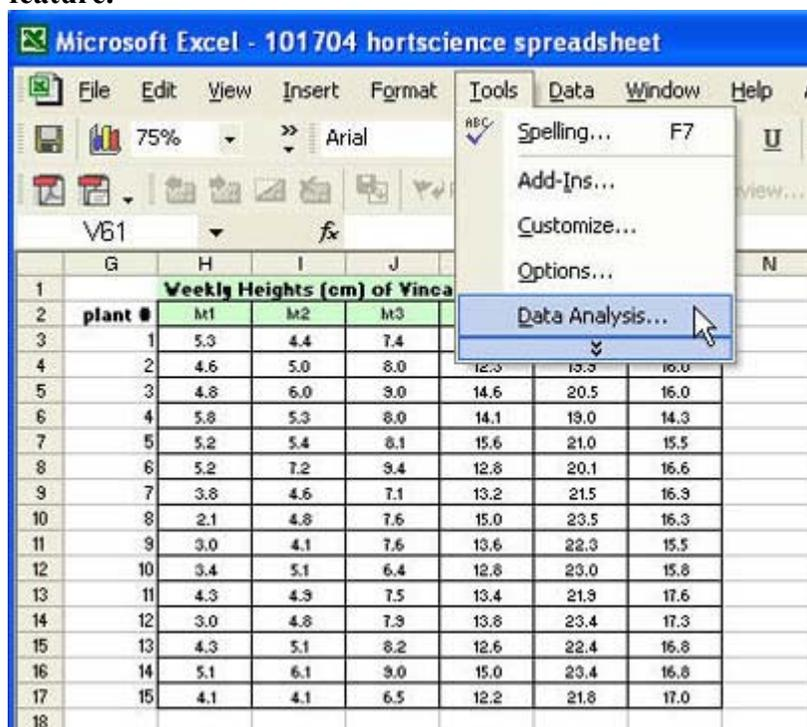 feature.
Microsoft Excel - 101704 hortscience spreadsheet
File Edit View Insert Format Tools Data Window Help
75% Arial U
ABC Spelling... F7
Add-Ins...
Customize...
Options...
Data Analysis...
V61 fx
G H I J N
1 Weekly Heights (cm) of Vinca
2 plant # ht1 ht2 ht3
3 1 5.3 4.4 7.4
4 2 4.6 5.0 8.0 12.3 19.9 16.0
5 3 4.8 6.0 9.0 14.6 20.5 16.0
6 4 5.8 5.3 8.0 14.1 19.0 14.3
7 5 5.2 5.4 8.1 15.6 21.0 15.5
8 6 5.2 7.2 9.4 12.8 20.1 16.6
9 7 3.8 4.6 7.1 13.2 21.5 16.9
10 8 2.1 4.8 7.6 15.0 23.5 16.3
11 9 3.0 4.1 7.6 13.6 22.3 15.5
12 10 3.4 5.1 6.4 12.8 23.0 15.8
13 11 4.3 4.9 7.5 13.4 21.9 17.6
14 12 3.0 4.8 7.9 13.8 23.4 17.3
15 13 4.3 5.1 8.2 12.6 22.4 16.8
16 14 5.1 6.1 9.0 15.0 23.4 16.8
17 15 4.1 4.1 6.5 12.2 21.8 17.0
18